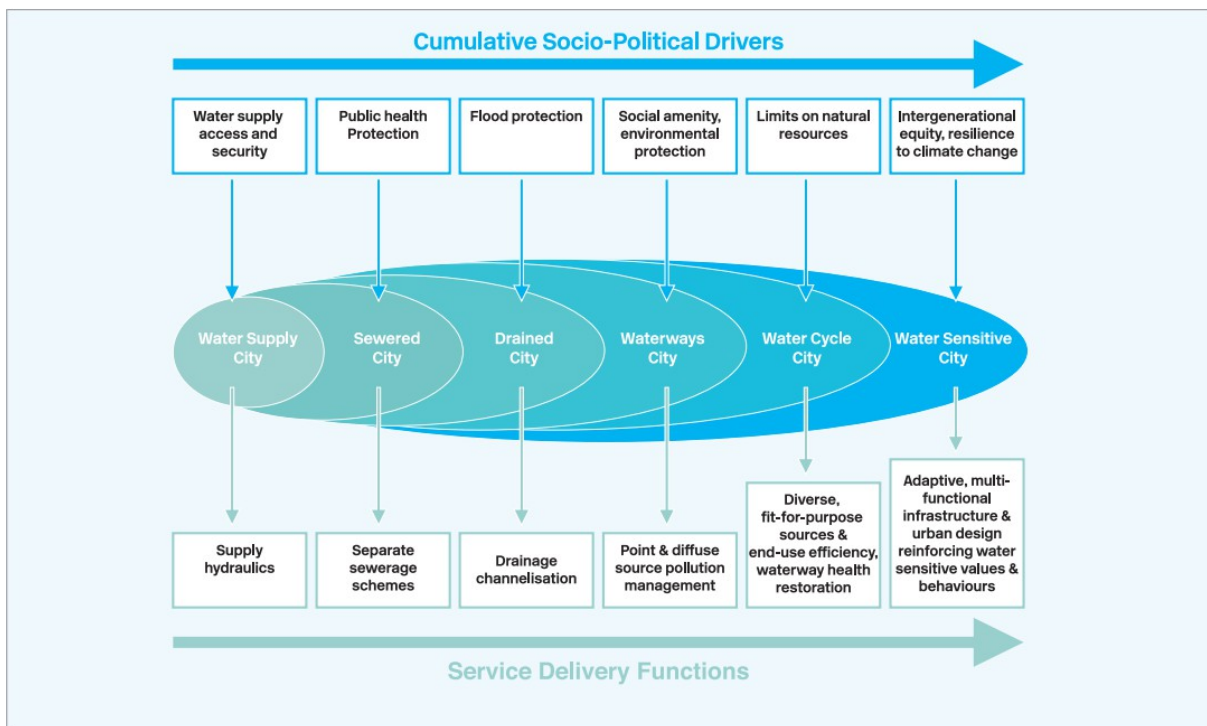 Cumulative Socio-Political Drivers
Water supply
access and
security
Public health
Protection
Flood protection
Social amenity,
environmental
protection
Limits on natural
resources
Intergenerational
equity, resilience
to climate change
Water Supply
City
Sewered
City
Drained
City
Waterways
City
Water Cycle
City
Water Sensitive
City
Supply
hydraulics
Separate
sewerage
schemes
Drainage
channelisation
Point & diffuse
source pollution
management
Diverse,
fit-for-purpose
sources &
end-use efficiency,
waterway health
restoration
Adaptive, multi-
functional
infrastructure &
urban design
reinforcing water
sensitive values &
behaviours
Service Delivery Functions